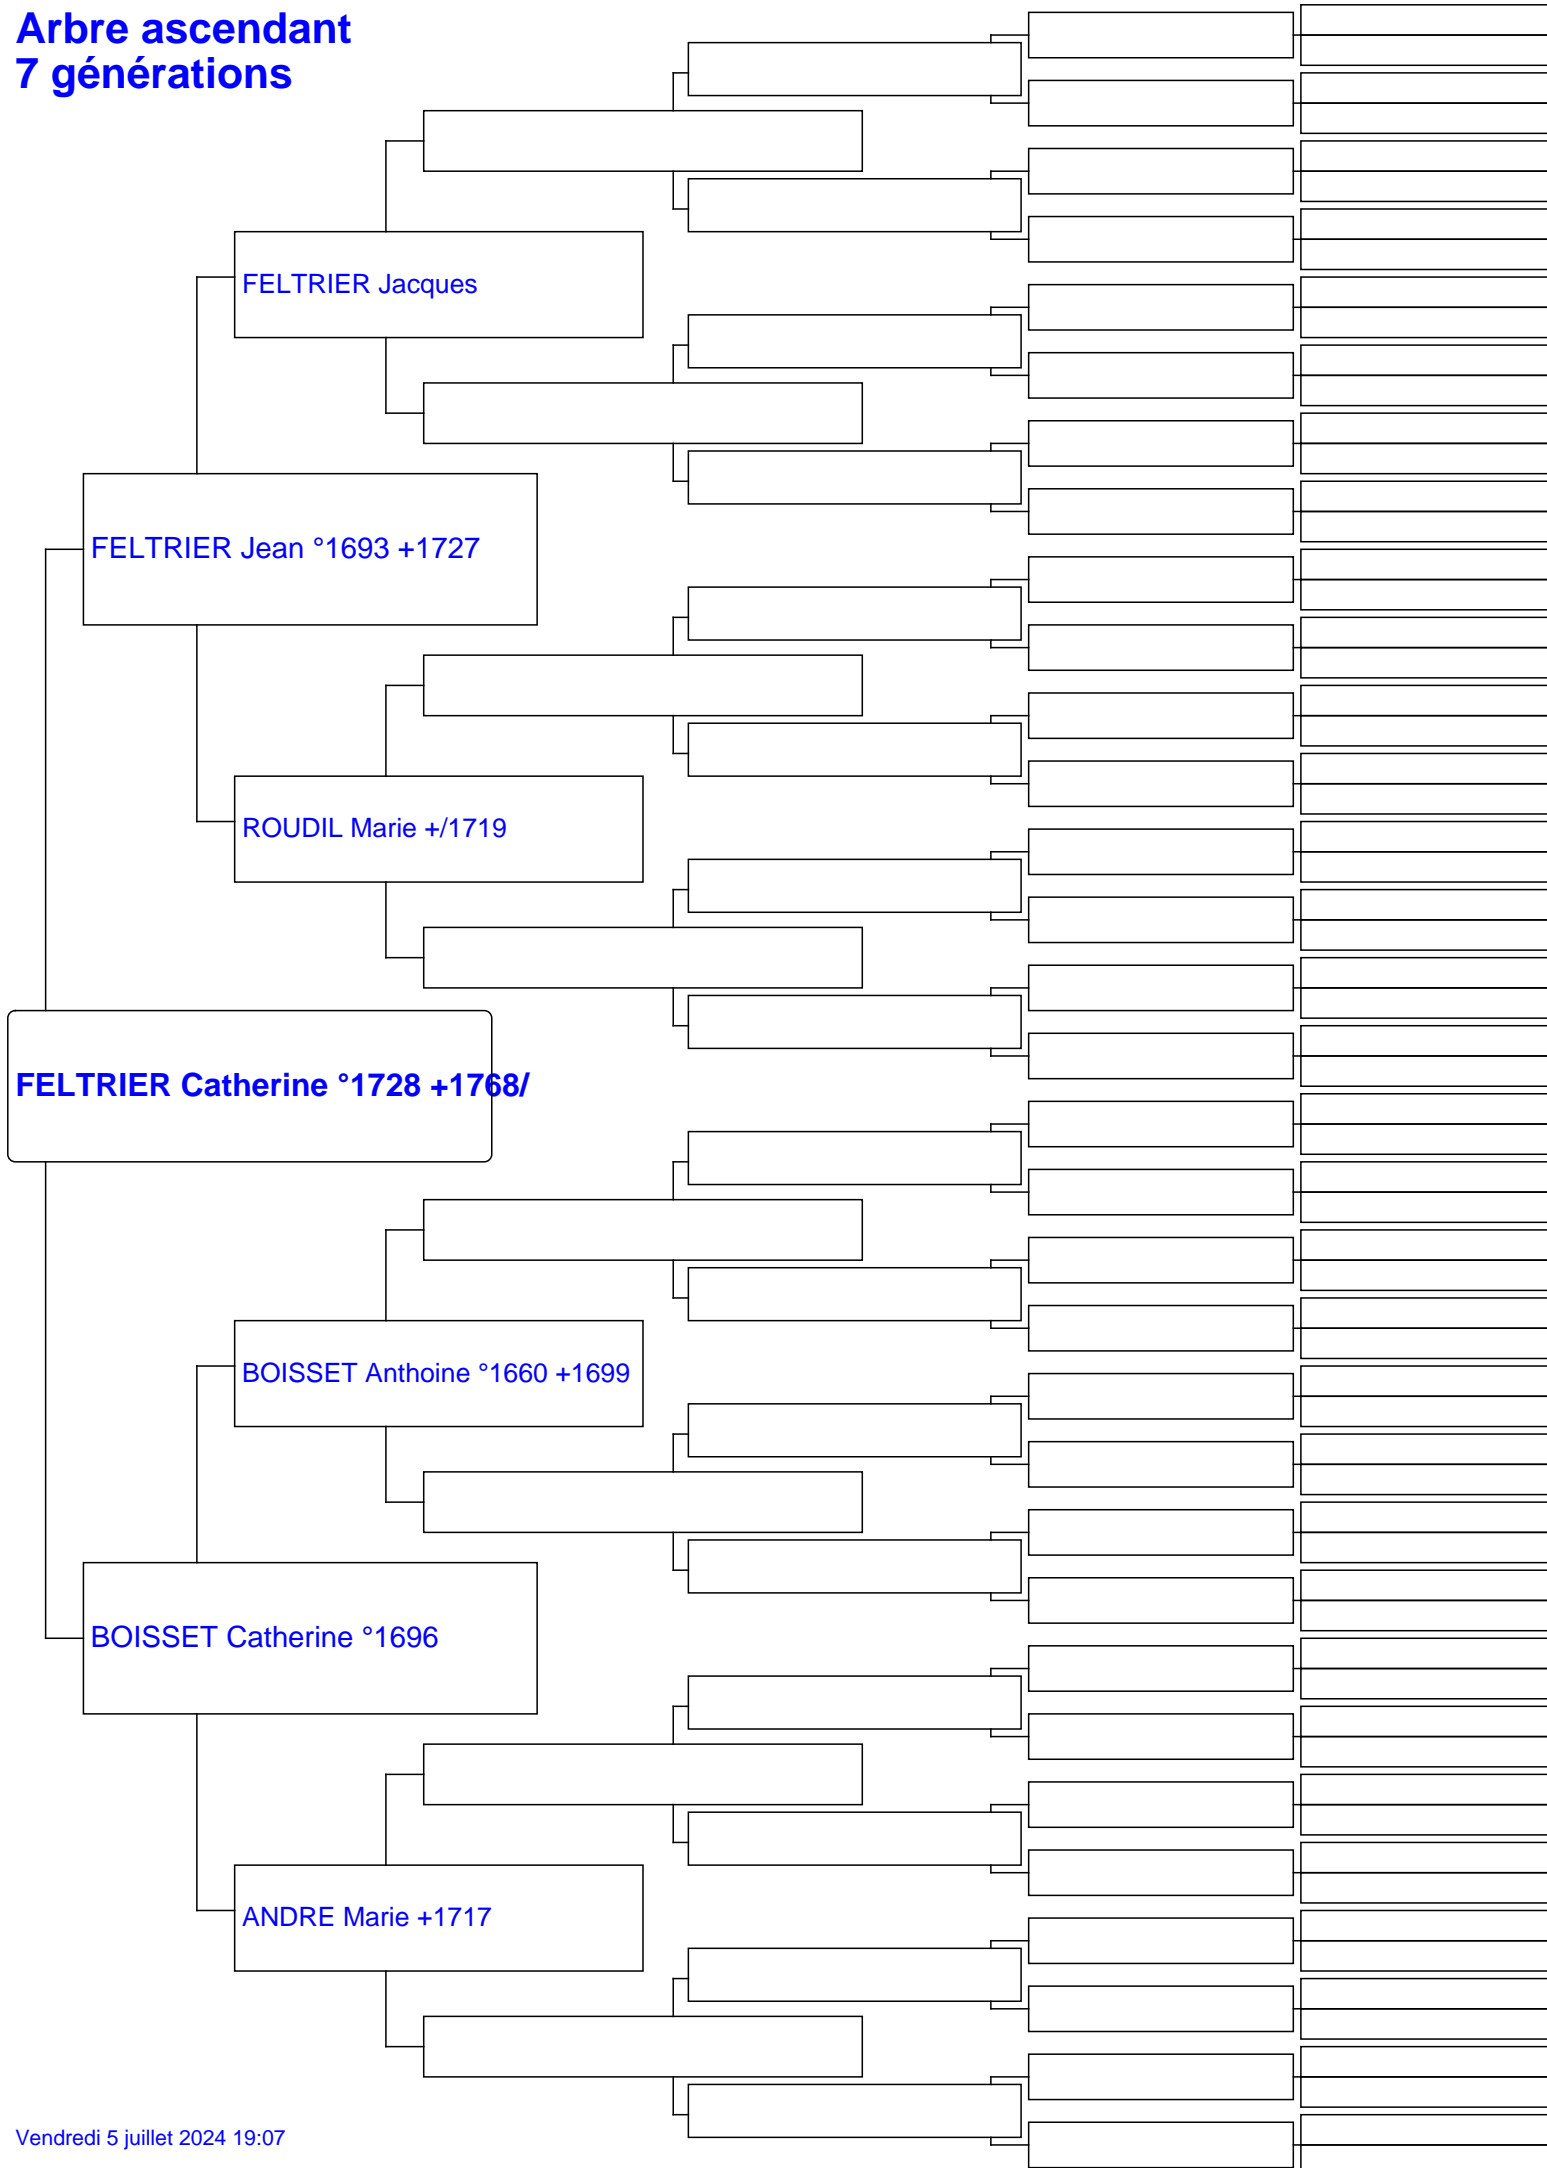 Arbre ascendant
7 générations
FELTRIER Jacques
FELTRIER Jean °1693 +1727
ROUDIL Marie +/1719
FELTRIER Catherine °1728 +1768/
BOISSET Anthoine °1660 +1699
BOISSET Catherine °1696
ANDRE Marie +1717
Vendredi 5 juillet 2024 19:07